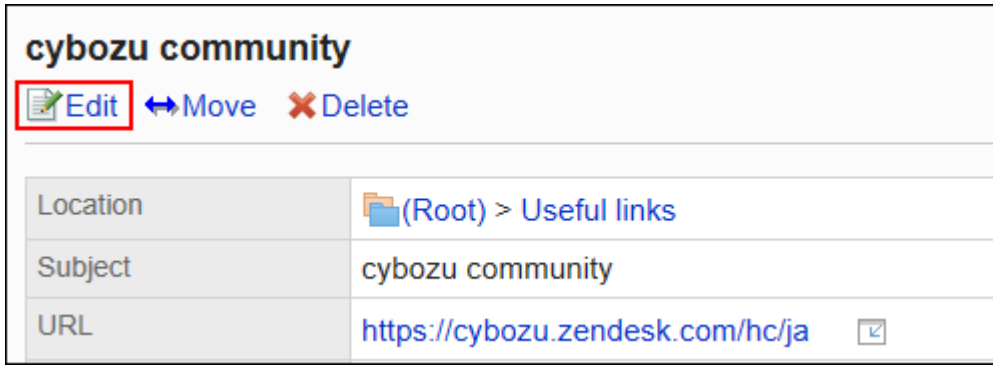 cybozu community
Edit Move Delete
Location (Root) > Useful links
Subject cybozu community
URL https://cybozu.zendesk.com/hc/ja